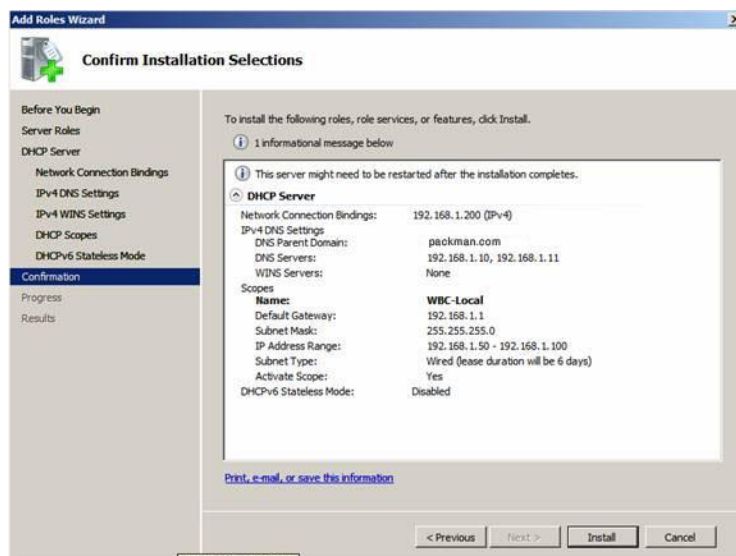 Add Roles Wizard
Confirm Installation Selections
Before You Begin
Server Roles
DHCP Server
Network Connection Bindings
IPv4 DNS Settings
IPv4 WINS Settings
DHCP Scopes
DHCPv6 Stateless Mode
Confirmation
Progress
Results
To install the following roles, role services, or features, click Install.
1 informational message below
This server might need to be restarted after the installation completes.
DHCP Server
Network Connection Bindings: 192.168.1.200 (IPv4)
IPv4 DNS Settings
DNS Parent Domain: packman.com
DNS Servers: 192.168.1.10, 192.168.1.11
WINS Servers: None
Scopes
Name: WBC-Local
Default Gateway: 192.168.1.1
Subnet Mask: 255.255.255.0
IP Address Range: 192.168.1.50 - 192.168.1.100
Subnet Type: Wired (lease duration will be 6 days)
Activate Scope: Yes
DHCPv6 Stateless Mode: Disabled
Print, e-mail, or save this information
< Previous Next > Install Cancel